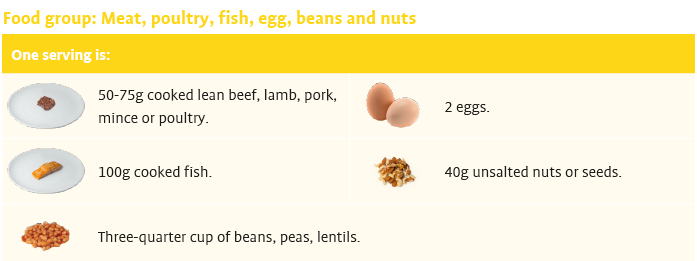 Food group: Meat, poultry, fish, egg, beans and nuts
One serving is:
50-75g cooked lean beef, lamb, pork,
mince or poultry.
2 eggs.
100g cooked fish.
40g unsalted nuts or seeds.
Three-quarter cup of beans, peas, lentils.